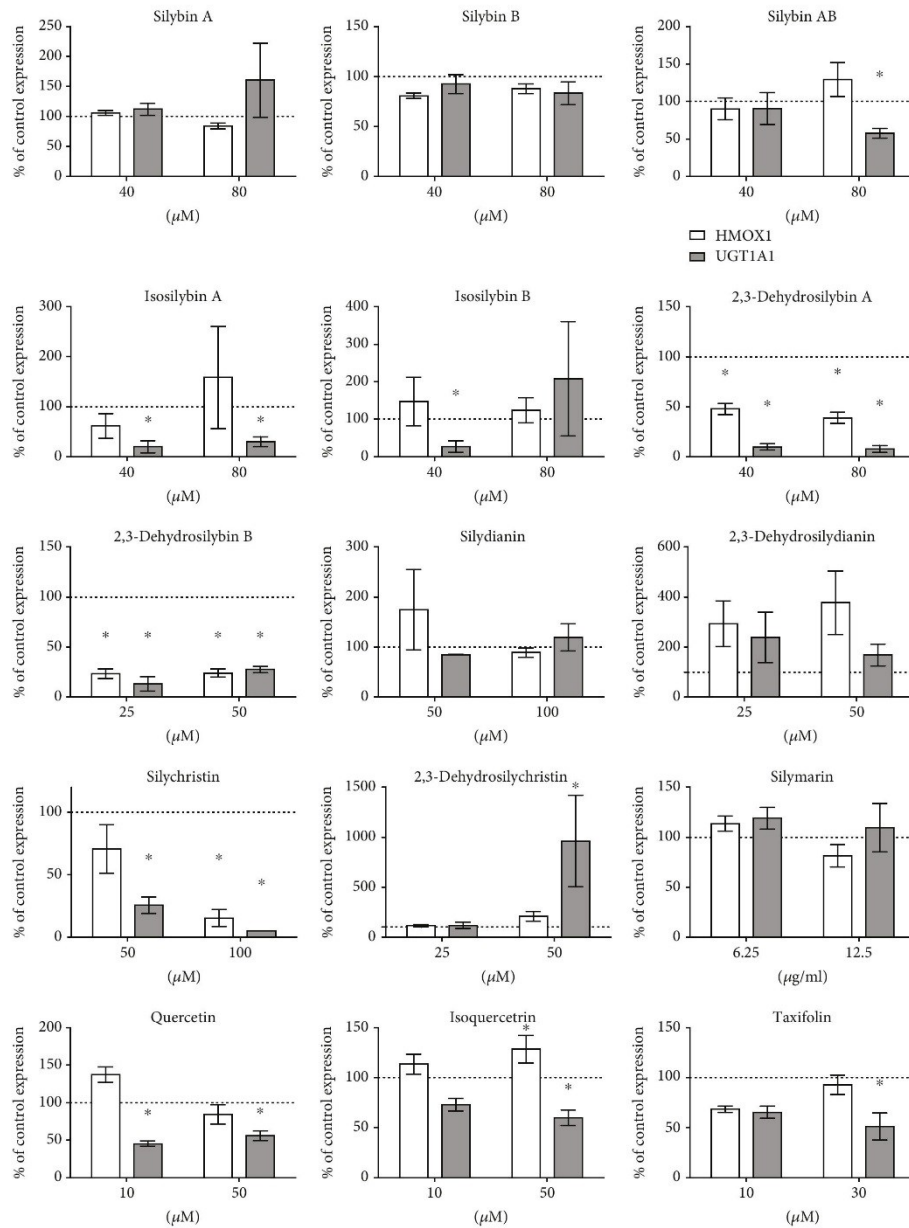 Silybin A
% of control expression
250
200
150
100
50
0
40
80
(μM)
Silybin B
% of control expression
150
100
50
0
40
80
(μM)
Silybin AB
% of control expression
200
150
100
50
0
*
40
80
(μM)
HMOX1
UGT1A1
Isosilybin A
% of control expression
300
200
100
0
*
*
40
80
(μM)
Isosilybin B
% of control expression
400
300
200
100
0
*
40
80
(μM)
2,3-Dehydrosilybin A
% of control expression
150
100
50
0
*
*
*
*
40
80
(μM)
2,3-Dehydrosilybin B
% of control expression
150
100
50
0
*
*
*
*
25
50
(μM)
Silydianin
% of control expression
300
200
100
0
50
100
(μM)
2,3-Dehydrosilydianin
% of control expression
600
400
200
0
25
50
(μM)
Silychristin
% of control expression
100
50
0
*
*
*
50
100
(μM)
2,3-Dehydrosilychristin
% of control expression
1500
1000
500
0
*
25
50
(μM)
Silymarin
% of control expression
150
100
50
0
6.25
12.5
(μg/ml)
Quercetin
% of control expression
200
150
100
50
0
*
*
10
50
(μM)
Isoquercetrin
% of control expression
150
100
50
0
*
*
10
50
(μM)
Taxifolin
% of control expression
150
100
50
0
*
10
30
(μM)